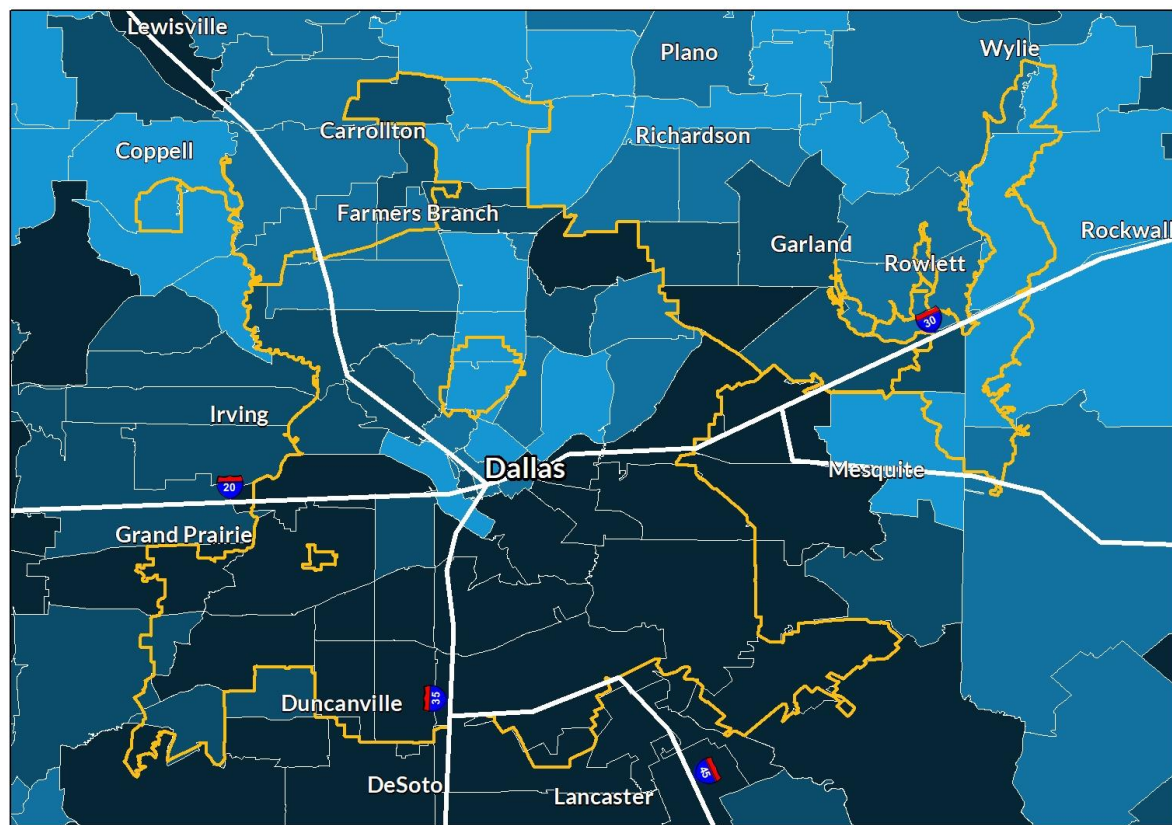 Lewisville
Plano
Wylie
Carrollton
Richardson
Coppell
Farmers Branch
Rockwall
Garland
Rowlett
30
Irving
Dallas
Mesquite
20
Grand Prairie
Duncanville
35
DeSoto
Lancaster
45